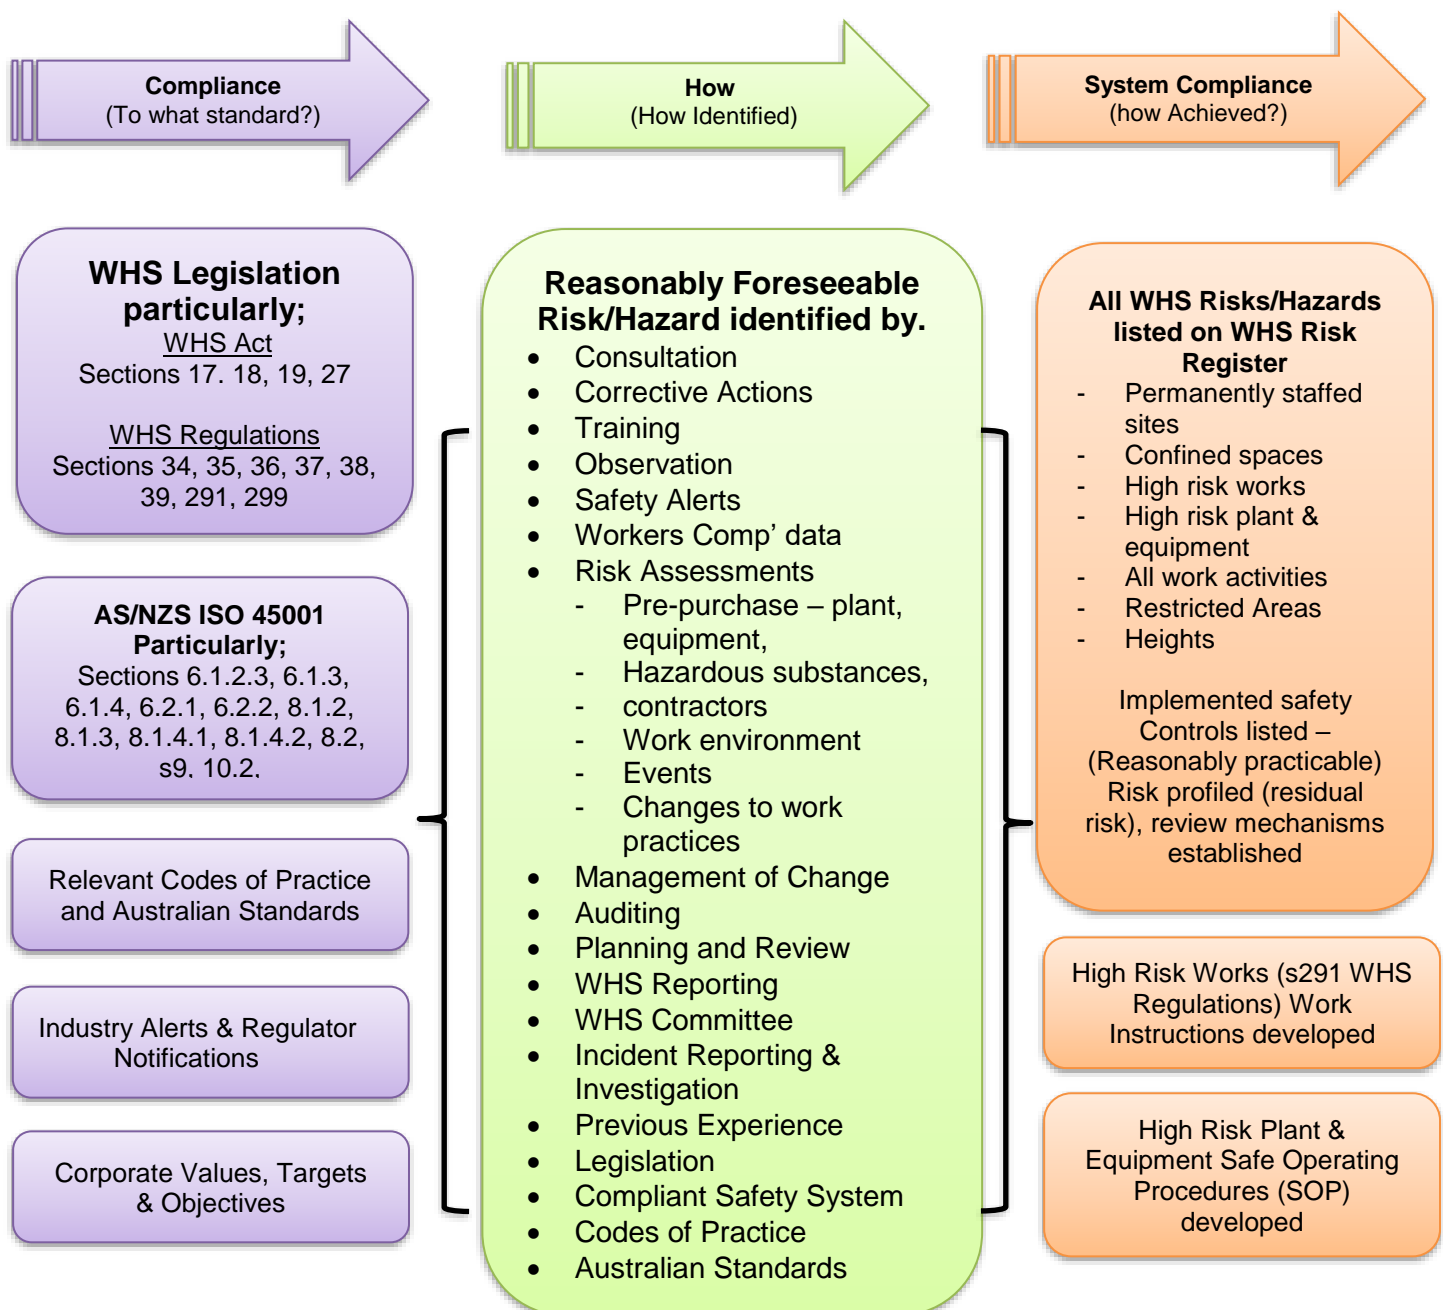 Compliance
(To what standard?)
How
(How Identified)
System Compliance
(how Achieved?)
WHS Legislation
particularly;
WHS Act
Sections 17. 18, 19, 27
WHS Regulations
Sections 34, 35, 36, 37, 38,
39, 291, 299
AS/NZS ISO 45001
Particularly;
Sections 6.1.2.3, 6.1.3,
6.1.4, 6.2.1, 6.2.2, 8.1.2,
8.1.3, 8.1.4.1, 8.1.4.2, 8.2,
s9, 10.2,
Relevant Codes of Practice
and Australian Standards
Industry Alerts & Regulator
Notifications
Corporate Values, Targets
& Objectives
Reasonably Foreseeable
Risk/Hazard identified by.
• Consultation
• Corrective Actions
• Training
• Observation
• Safety Alerts
• Workers Comp’ data
• Risk Assessments
- Pre-purchase – plant,
equipment,
- Hazardous substances,
- contractors
- Work environment
- Events
- Changes to work
practices
• Management of Change
• Auditing
• Planning and Review
• WHS Reporting
• WHS Committee
• Incident Reporting &
Investigation
• Previous Experience
• Legislation
• Compliant Safety System
• Codes of Practice
• Australian Standards
All WHS Risks/Hazards
listed on WHS Risk
Register
- Permanently staffed
sites
- Confined spaces
- High risk works
- High risk plant &
equipment
- All work activities
- Restricted Areas
- Heights
Implemented safety
Controls listed –
(Reasonably practicable)
Risk profiled (residual
risk), review mechanisms
established
High Risk Works (s291 WHS
Regulations) Work
Instructions developed
High Risk Plant &
Equipment Safe Operating
Procedures (SOP)
developed